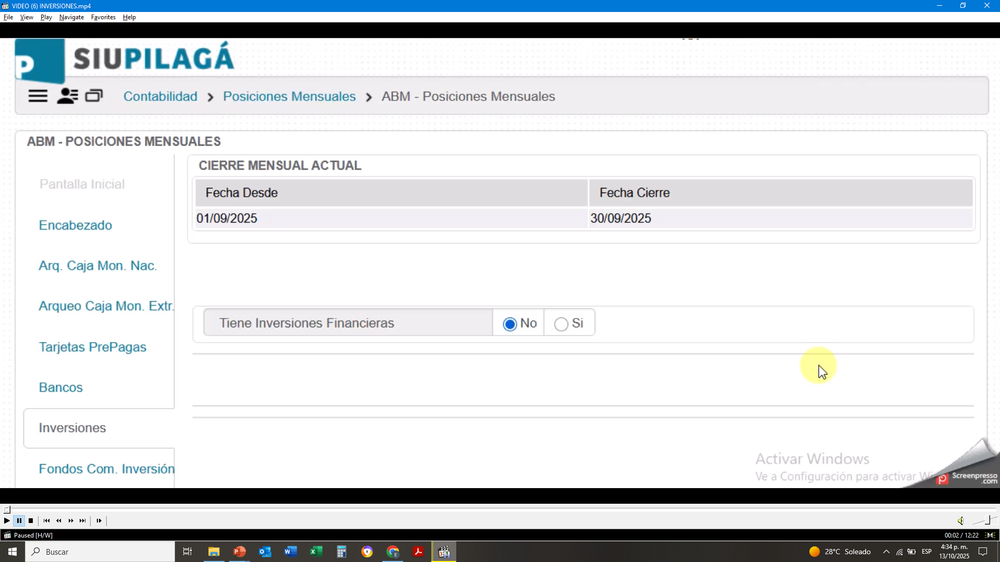 VIDEO (6) INVERSIONES.mp4
File View Play Navigate Favorites Help
SIUPILAGÁ
Contabilidad > Posiciones Mensuales > ABM - Posiciones Mensuales
ABM - POSICIONES MENSUALES
CIERRE MENSUAL ACTUAL
Fecha Desde Fecha Cierre
01/09/2025 30/09/2025
Pantalla Inicial
Encabezado
Arq. Caja Mon. Nac.
Arqueo Caja Mon. Extr.
Tarjetas PrePagas
Bancos
Inversiones
Fondos Com. Inversión
Tiene Inversiones Financieras No Si
Activar Windows
Ve a Configuración para activar
Screenpresso
.com
Paused [H/W]
00:02 / 12:22
Buscar
28°C Soleado
ESP
4:34 p. m.
13/10/2025